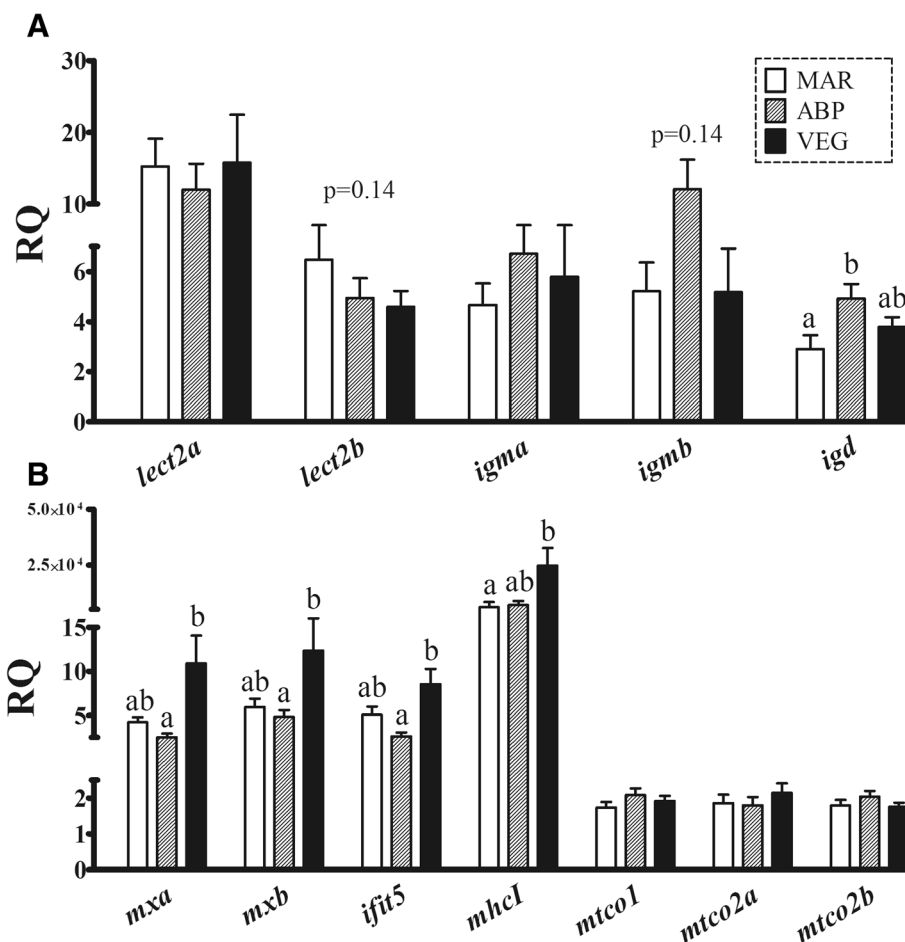 A
30
MAR
ABP
VEG
20
p=0.14
p=0.14
10
RQ
6
b
ab
4
a
2
0
lect2a
lect2b
igma
igmb
igd
B
5.0×10⁴
b
2.5×10⁴
a
ab
15
b
b
RQ
10
b
ab
ab
ab
a
a
a
5
2
1
0
mxa
mxb
ifit5
mhcI
mtco1
mtco2a
mtco2b